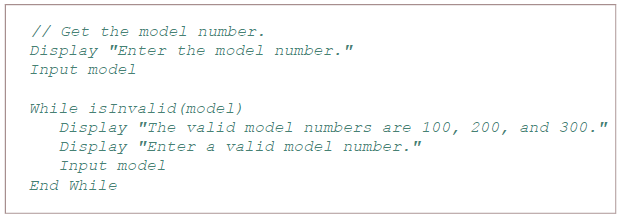 // Get the model number.
Display "Enter the model number."
Input model
While isInvalid(model)
Display "The valid model numbers are 100, 200, and 300."
Display "Enter a valid model number."
Input model
End While